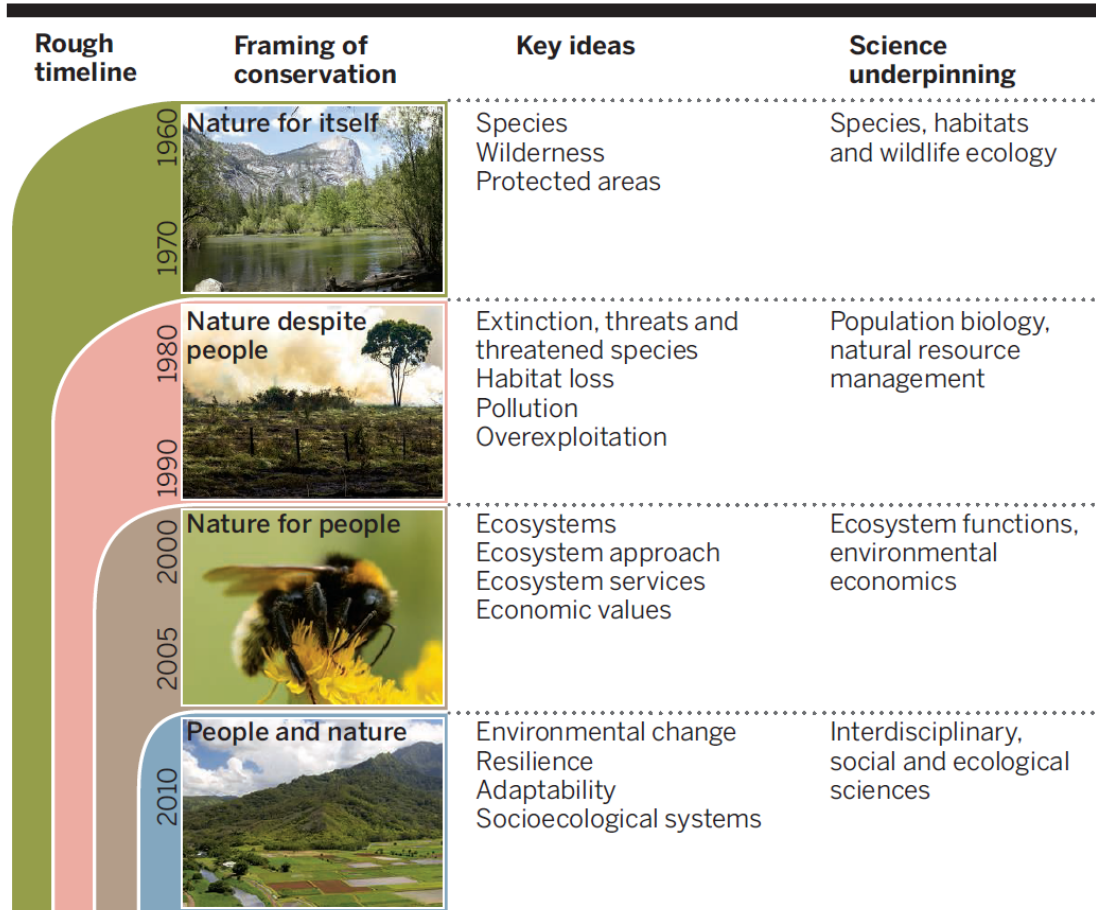 Rough
timeline
Framing of
conservation
Key ideas
Science
underpinning
1960
1970
Nature for itself
Species
Wilderness
Protected areas
Species, habitats
and wildlife ecology
1980
1990
Nature despite
people
Extinction, threats and
threatened species
Habitat loss
Pollution
Overexploitation
Population biology,
natural resource
management
2000
2005
Nature for people
Ecosystems
Ecosystem approach
Ecosystem services
Economic values
Ecosystem functions,
environmental
economics
2010
People and nature
Environmental change
Resilience
Adaptability
Socioecological systems
Interdisciplinary,
social and ecological
sciences